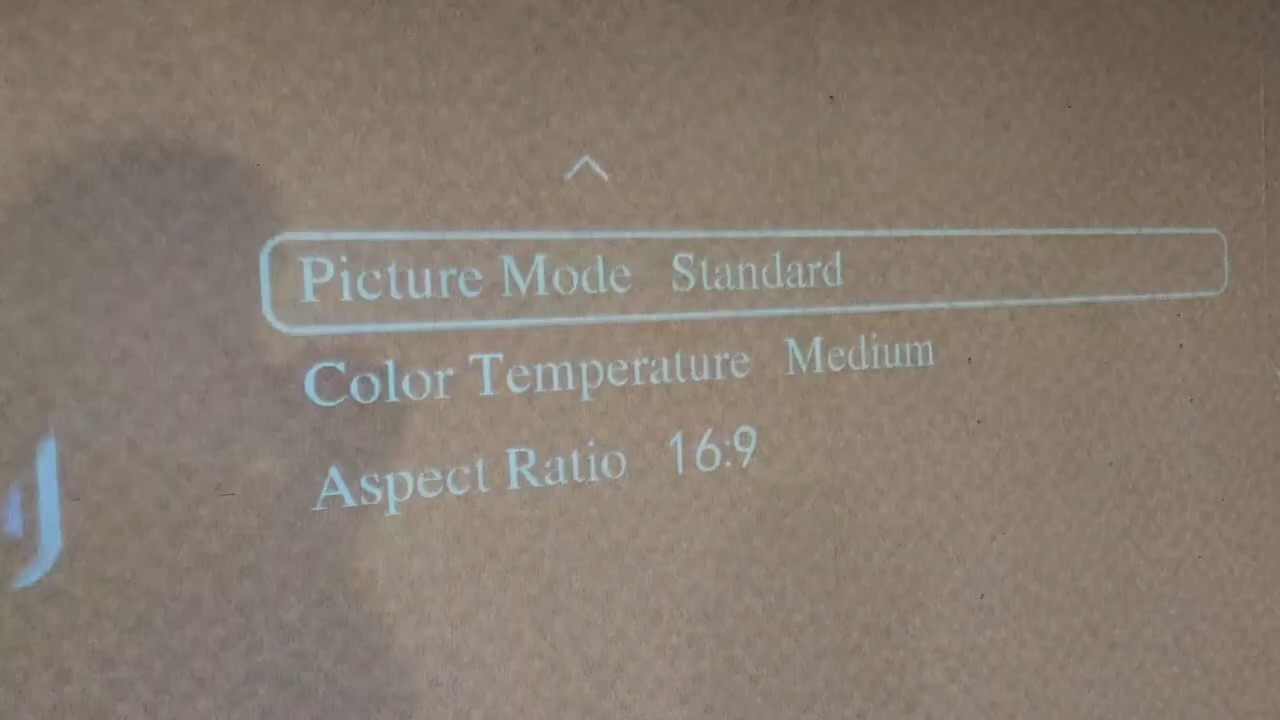 Picture Mode Standard
Color Temperature Medium
Aspect Ratio 16:9